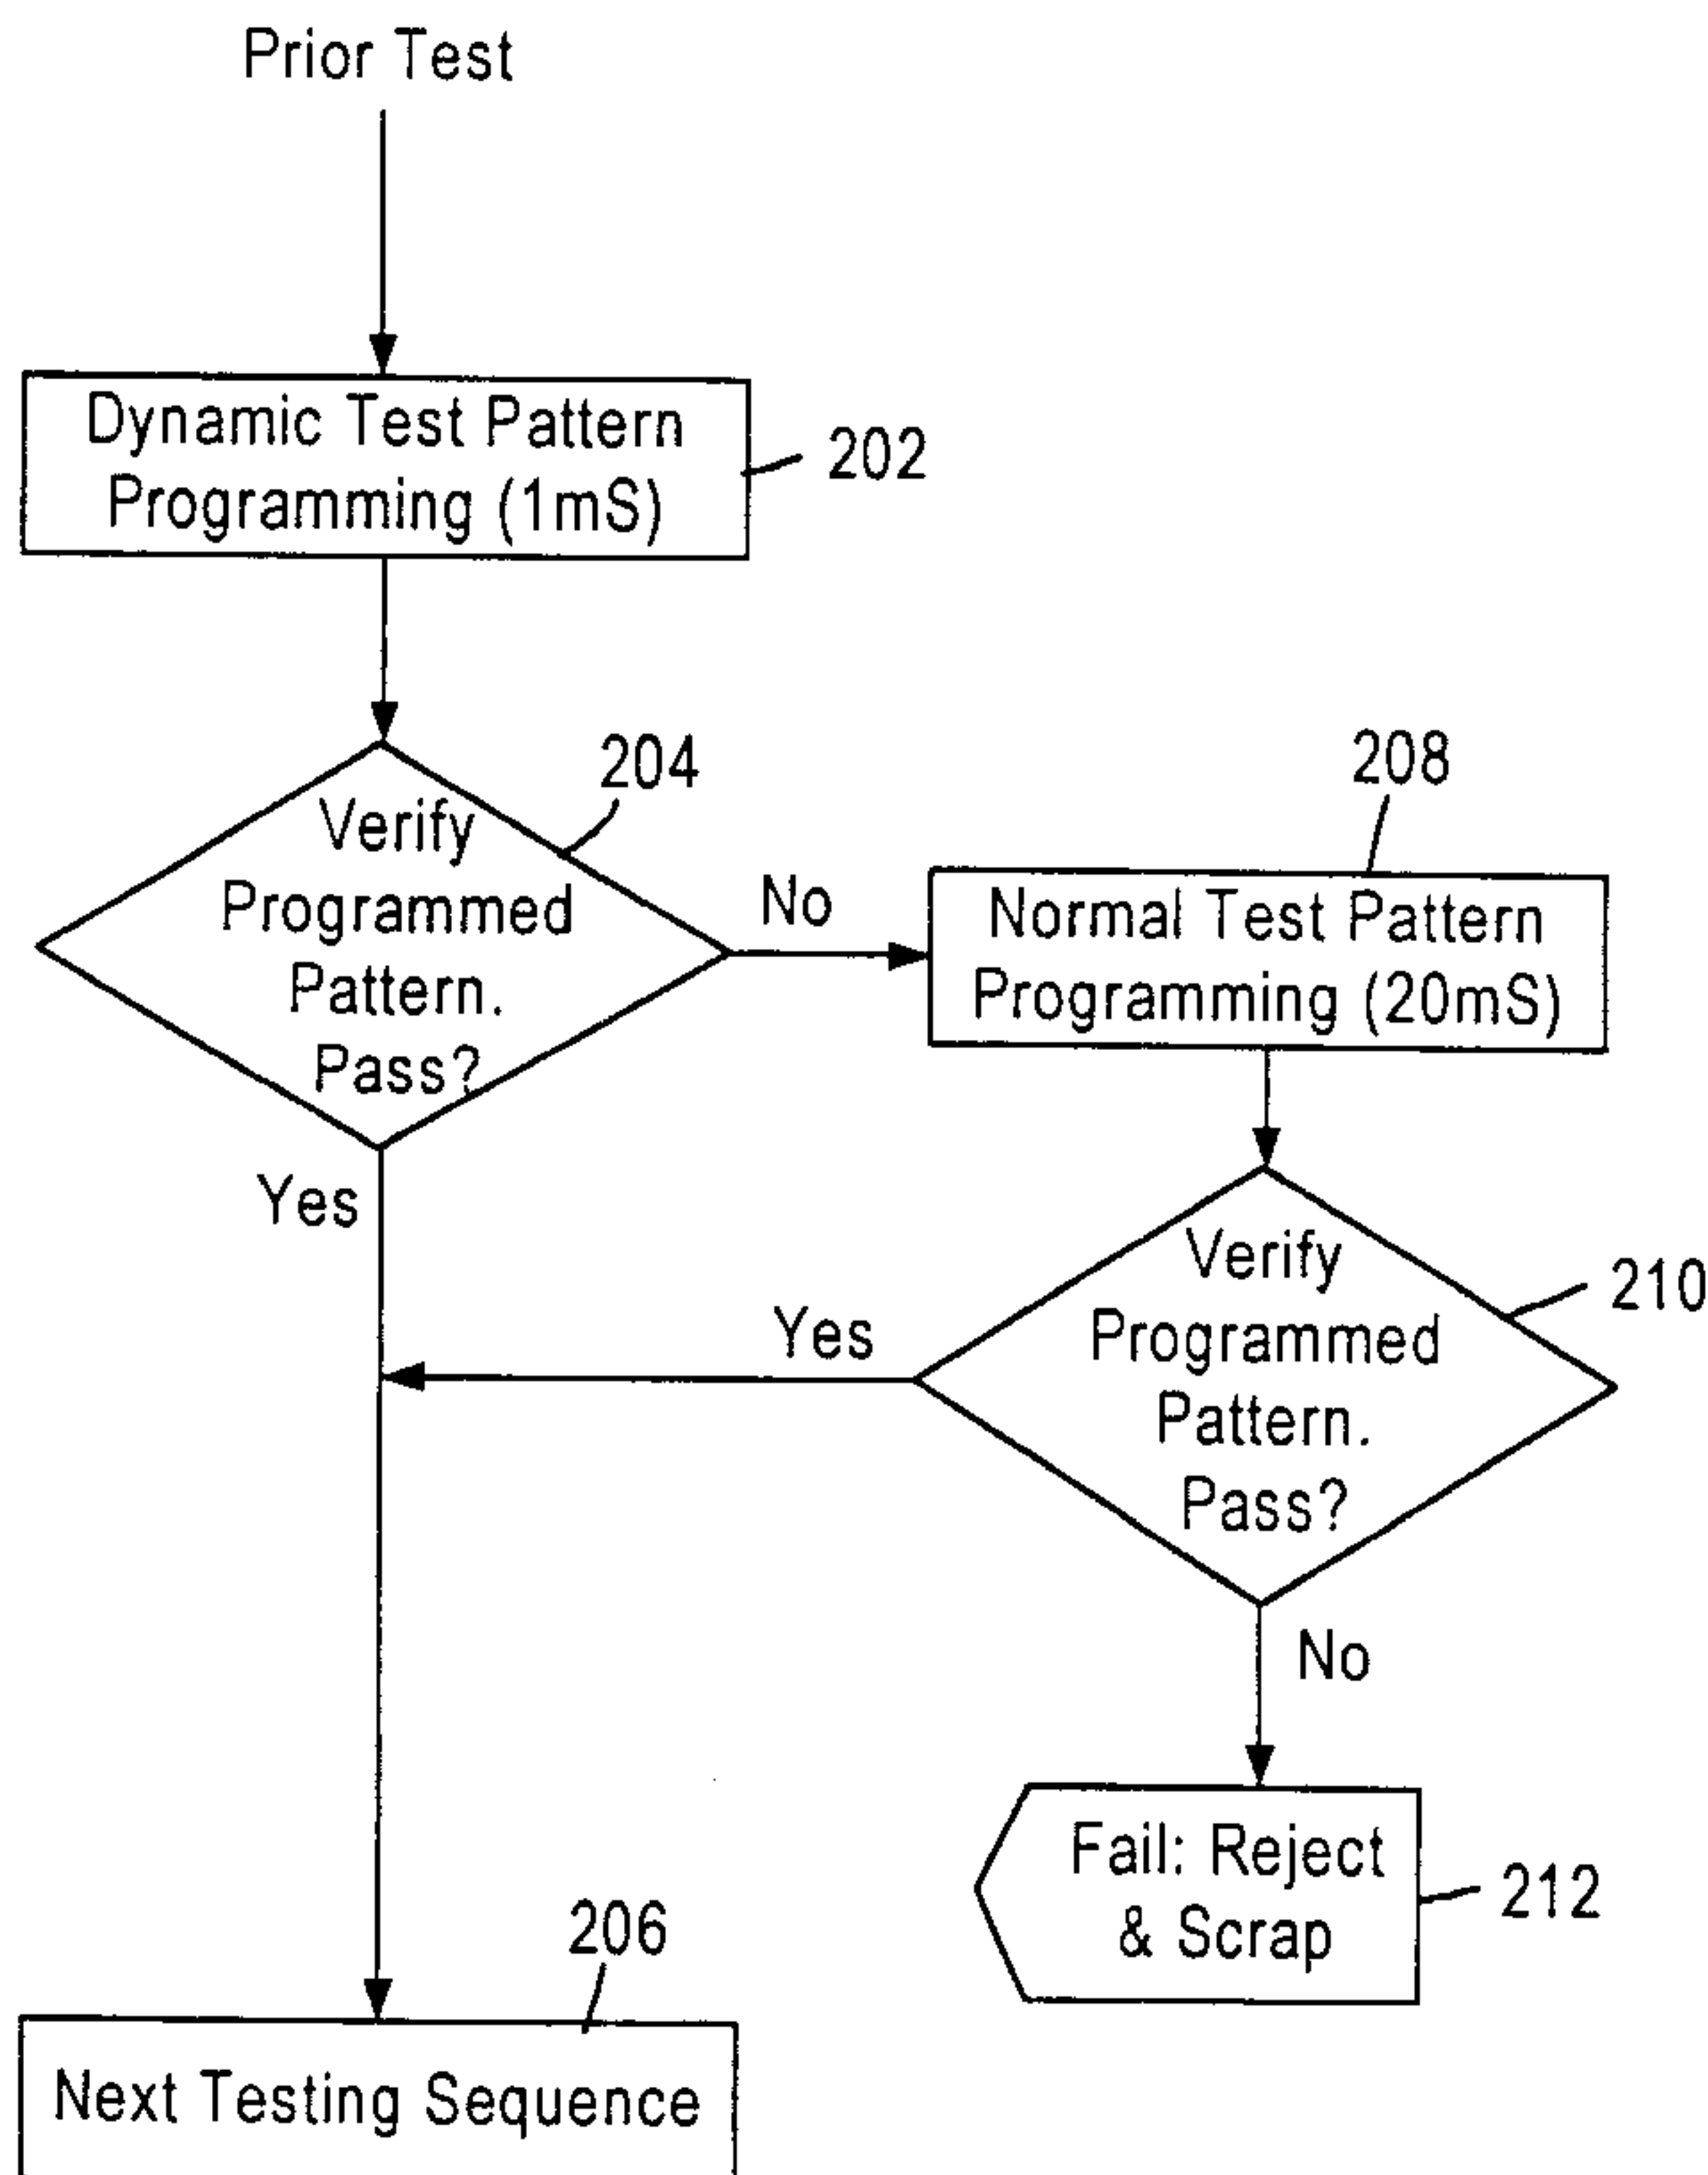 Prior Test
Dynamic Test Pattern
Programming (1mS)
202
204
Verify
Programmed
Pattern.
Pass?
No
Yes
208
Normal Test Pattern
Programming (20mS)
210
Verify
Programmed
Pattern.
Pass?
Yes
No
Fail: Reject
& Scrap
212
206
Next Testing Sequence